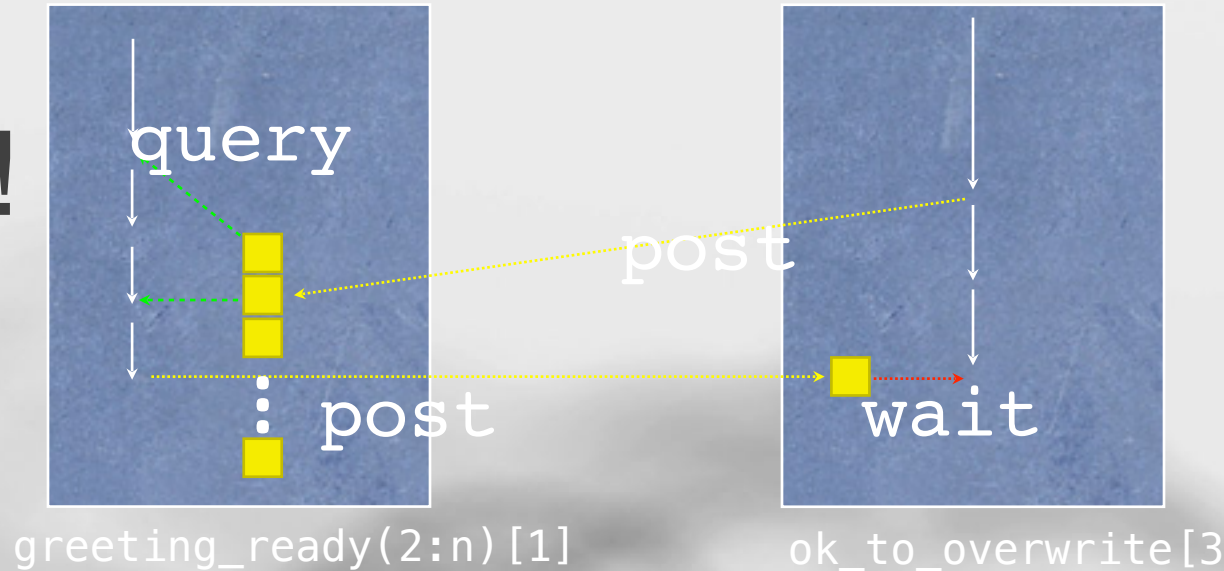 !
query
post
post
wait
greeting_ready(2:n)[1]
ok_to_overwrite[3